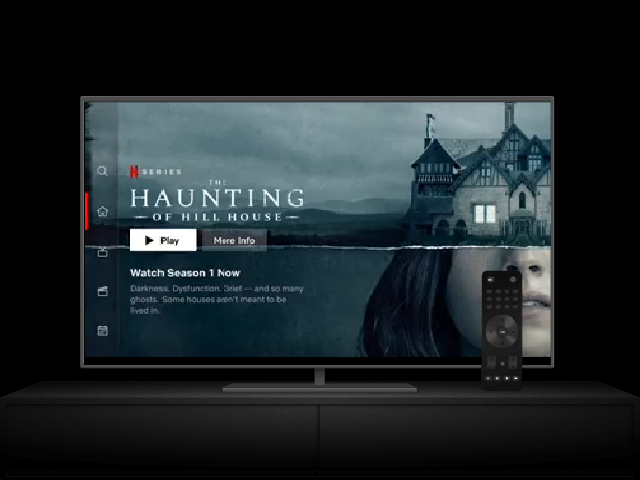 N SERIES
THE
HAUNTING
OF HILL HOUSE
Play
More Info
Watch Season 1 Now
Darkness. Dysfunction. Grief — and so many
ghosts. Some houses aren't meant to be
lived in.